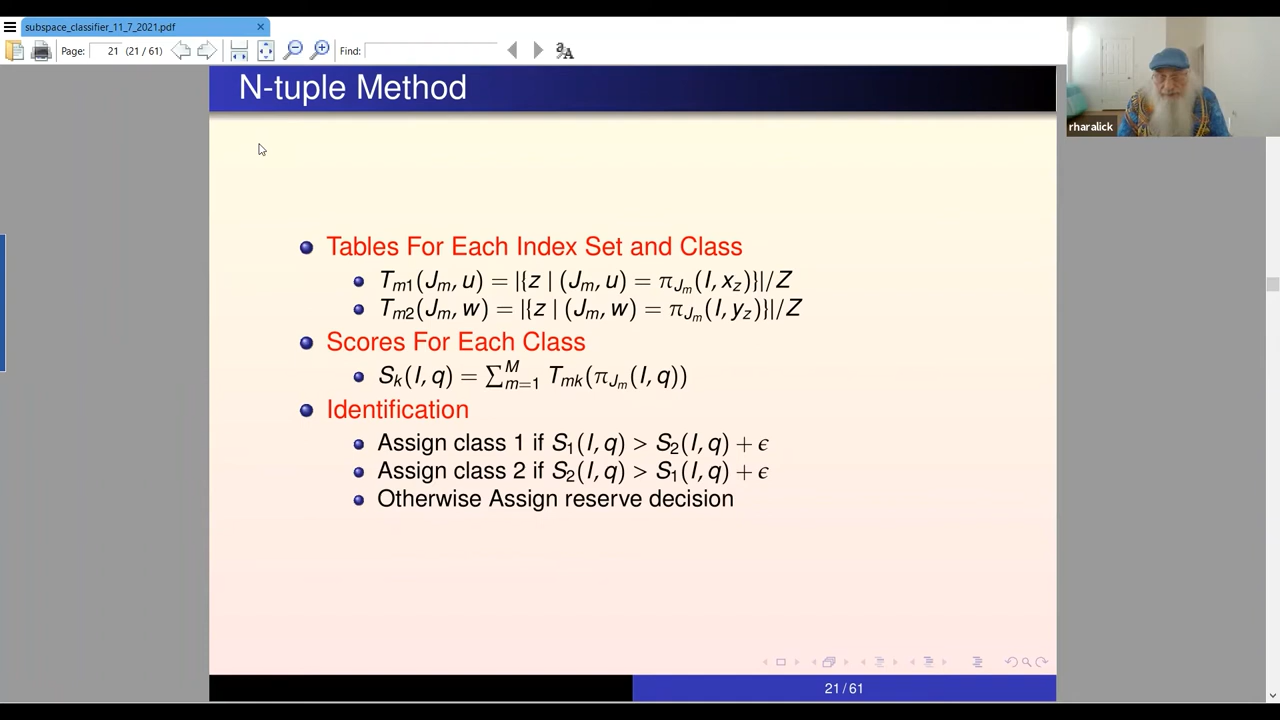 subspace_classifier_11_7_2021.pdf
Page: 21 (21 / 61) Find:
N-tuple Method
rharalick
Tables For Each Index Set and Class
T_{m1}(J_m, u) = |{z | (J_m, u) = π_{J_m}(I, x_z)}|/Z
T_{m2}(J_m, w) = |{z | (J_m, w) = π_{J_m}(I, y_z)}|/Z
Scores For Each Class
S_k(I, q) = ∑_{m=1}^{M} T_{mk}(π_{J_m}(I, q))
Identification
Assign class 1 if S_1(I, q) > S_2(I, q) + ϵ
Assign class 2 if S_2(I, q) > S_1(I, q) + ϵ
Otherwise Assign reserve decision
21 / 61